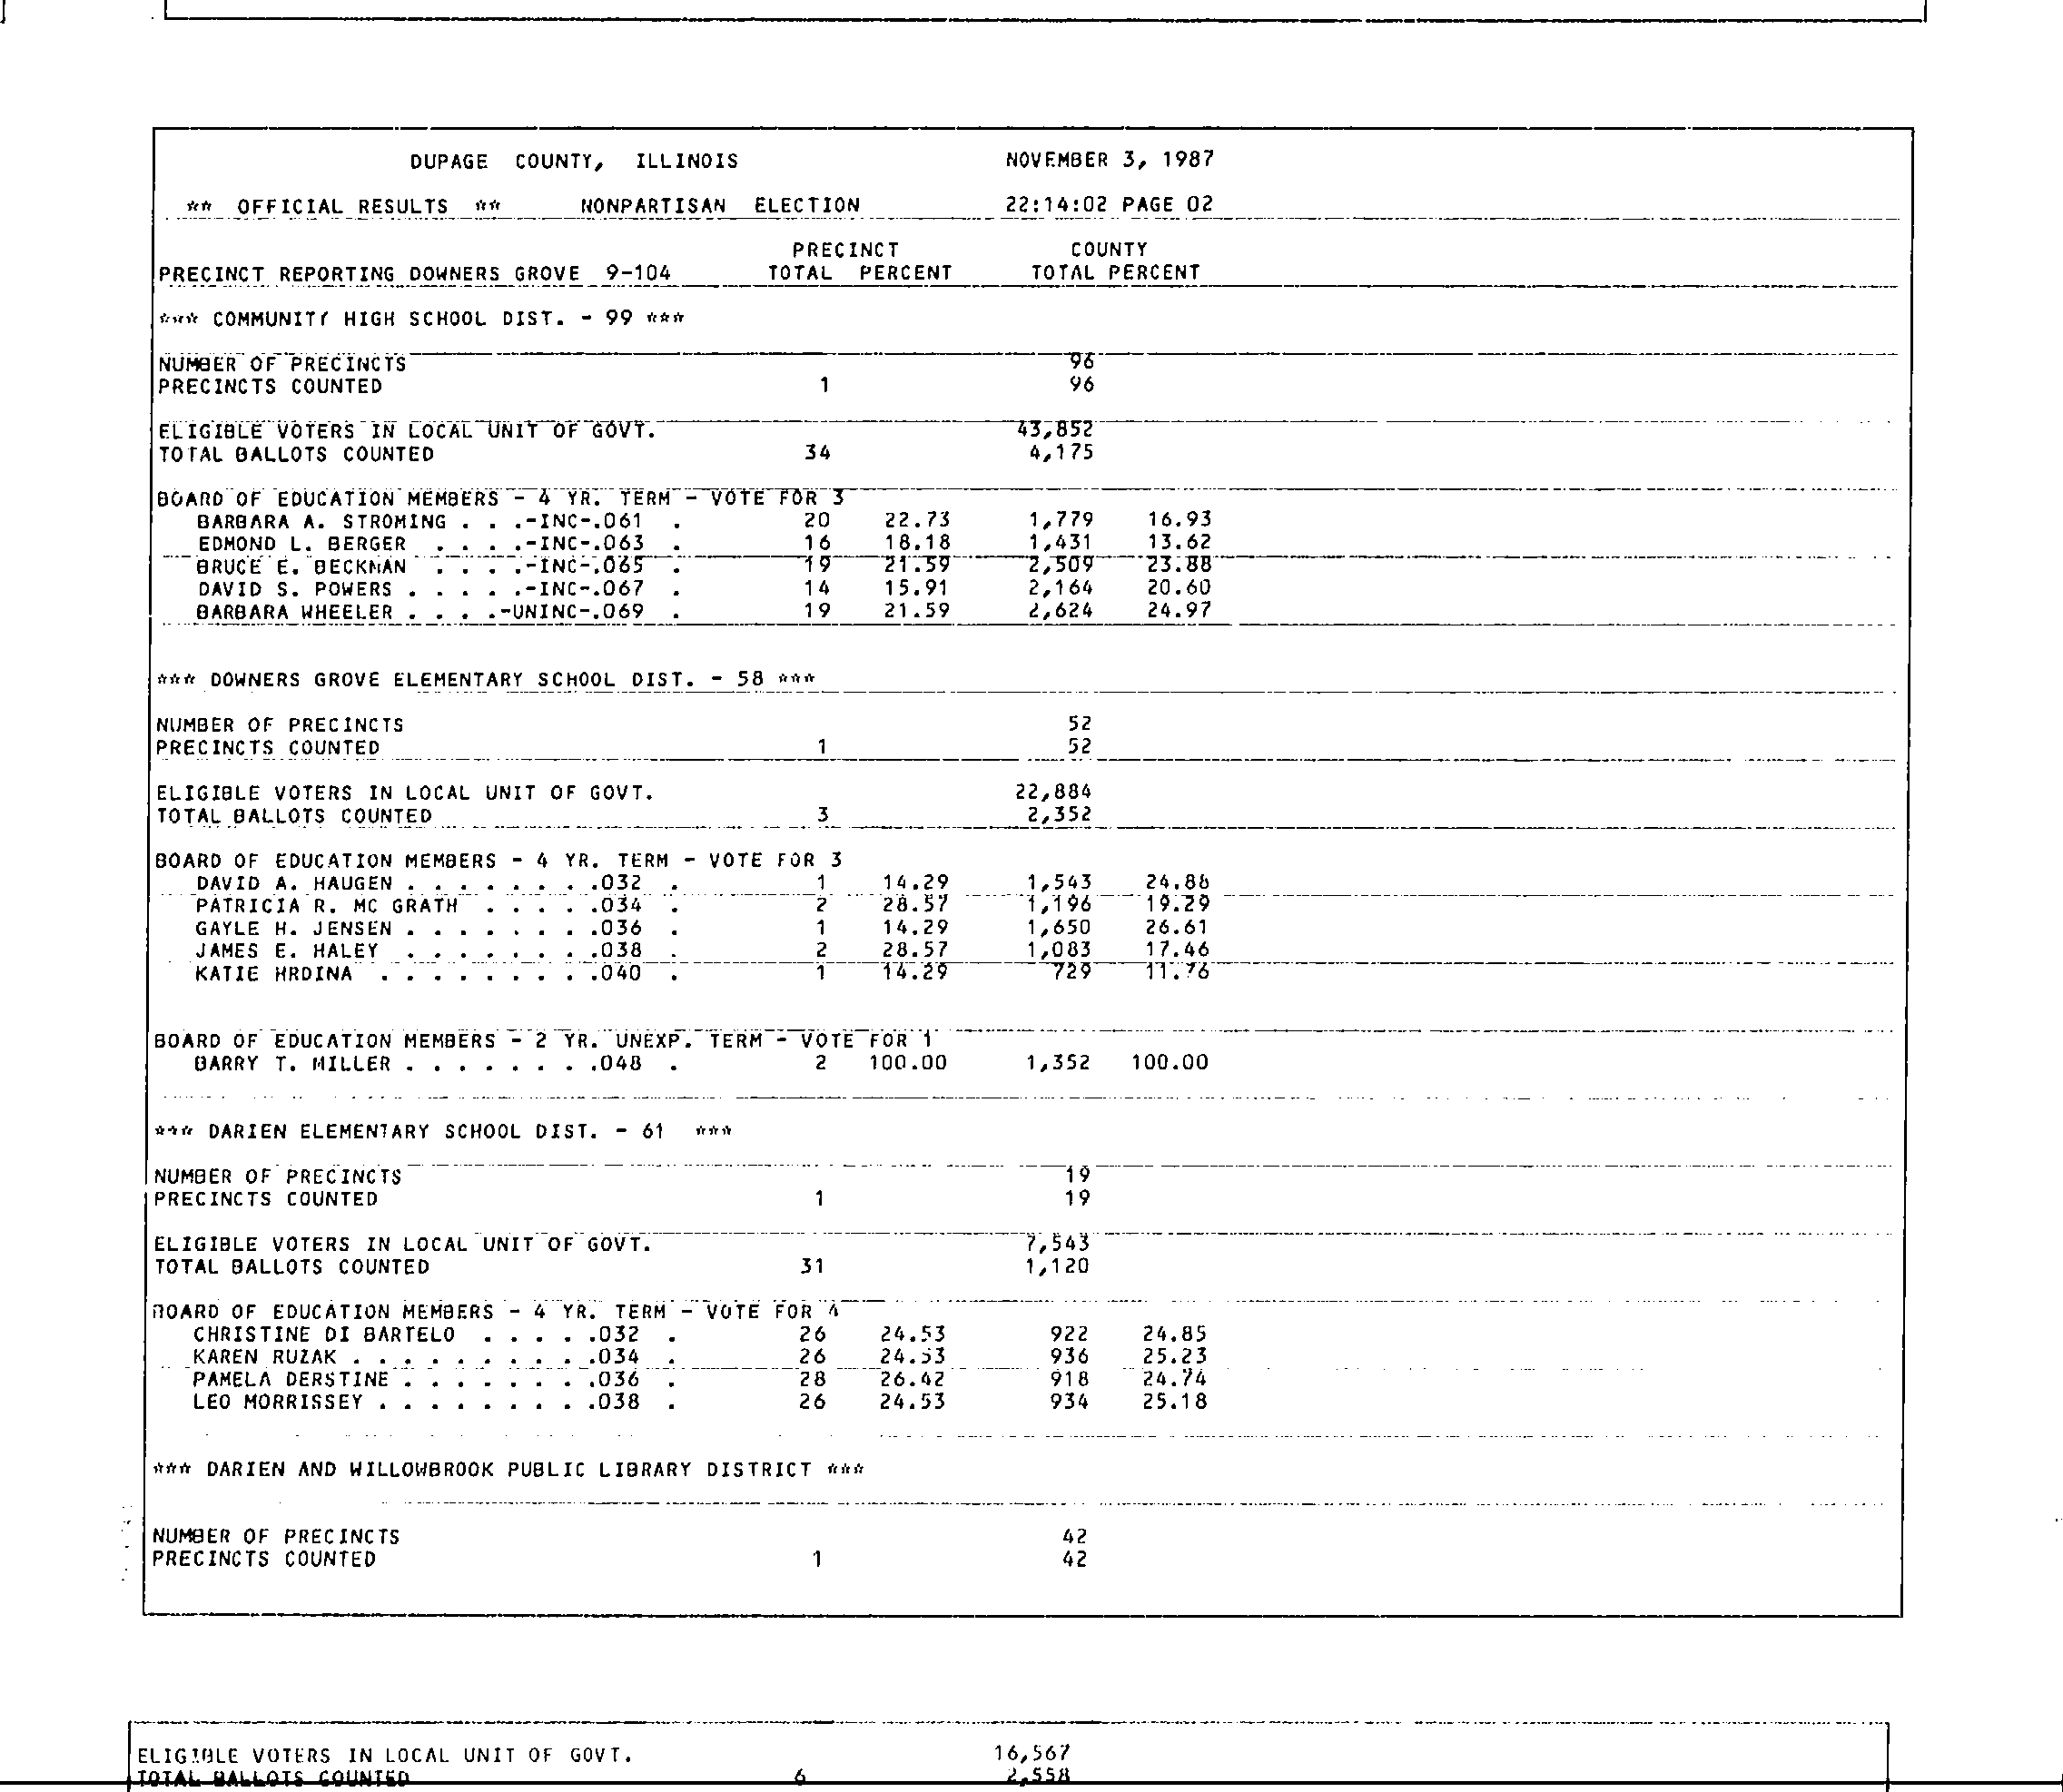 DUPAGE COUNTY, ILLINOIS NOVEMBER 3, 1987
** OFFICIAL RESULTS ** NONPARTISAN ELECTION 22:14:02 PAGE 02
PRECINCT COUNTY
PRECINCT REPORTING DOWNERS GROVE 9-104 TOTAL PERCENT TOTAL PERCENT
*** COMMUNITY HIGH SCHOOL DIST. - 99 ***
NUMBER OF PRECINCTS 96
PRECINCTS COUNTED 1 96
ELIGIBLE VOTERS IN LOCAL UNIT OF GOVT. 43,852
TOTAL BALLOTS COUNTED 34 4,175
BOARD OF EDUCATION MEMBERS - 4 YR. TERM - VOTE FOR 3
BARBARA A. STROMING . . .-INC-.061 . 20 22.73 1,779 16.93
EDMOND L. BERGER . . . .-INC-.063 . 16 18.18 1,431 13.62
BRUCE E. BECKMAN . . . .-INC-.065 . 19 21.59 2,509 23.88
DAVID S. POWERS . . . . .-INC-.067 . 14 15.91 2,164 20.60
BARBARA WHEELER . . . .-UNINC-.069 . 19 21.59 2,624 24.97
*** DOWNERS GROVE ELEMENTARY SCHOOL DIST. - 58 ***
NUMBER OF PRECINCTS 52
PRECINCTS COUNTED 1 52
ELIGIBLE VOTERS IN LOCAL UNIT OF GOVT. 22,884
TOTAL BALLOTS COUNTED 3 2,352
BOARD OF EDUCATION MEMBERS - 4 YR. TERM - VOTE FOR 3
DAVID A. HAUGEN . . . . . . . .032 . 1 14.29 1,543 24.88
PATRICIA R. MC GRATH . . . . .034 . 2 28.57 1,196 19.29
GAYLE H. JENSEN . . . . . . . .036 . 1 14.29 1,650 26.61
JAMES E. HALEY . . . . . . . .038 . 2 28.57 1,083 17.46
KATIE HRDINA . . . . . . . . .040 . 1 14.29 729 11.76
BOARD OF EDUCATION MEMBERS - 2 YR. UNEXP. TERM - VOTE FOR 1
BARRY T. MILLER . . . . . . . .048 . 2 100.00 1,352 100.00
*** DARIEN ELEMENTARY SCHOOL DIST. - 61 ***
NUMBER OF PRECINCTS 19
PRECINCTS COUNTED 1 19
ELIGIBLE VOTERS IN LOCAL UNIT OF GOVT. 7,543
TOTAL BALLOTS COUNTED 31 1,120
BOARD OF EDUCATION MEMBERS - 4 YR. TERM - VOTE FOR 4
CHRISTINE DI BARTELO . . . . .032 . 26 24.53 922 24.85
KAREN RUZAK . . . . . . . . . .034 . 26 24.53 936 25.23
PAMELA DERSTINE . . . . . . . .036 . 28 26.42 918 24.74
LEO MORRISSEY . . . . . . . . .038 . 26 24.53 934 25.18
*** DARIEN AND WILLOWBROOK PUBLIC LIBRARY DISTRICT ***
NUMBER OF PRECINCTS 42
PRECINCTS COUNTED 1 42
ELIGIBLE VOTERS IN LOCAL UNIT OF GOVT. 16,567
TOTAL BALLOTS COUNTED 6 2,558